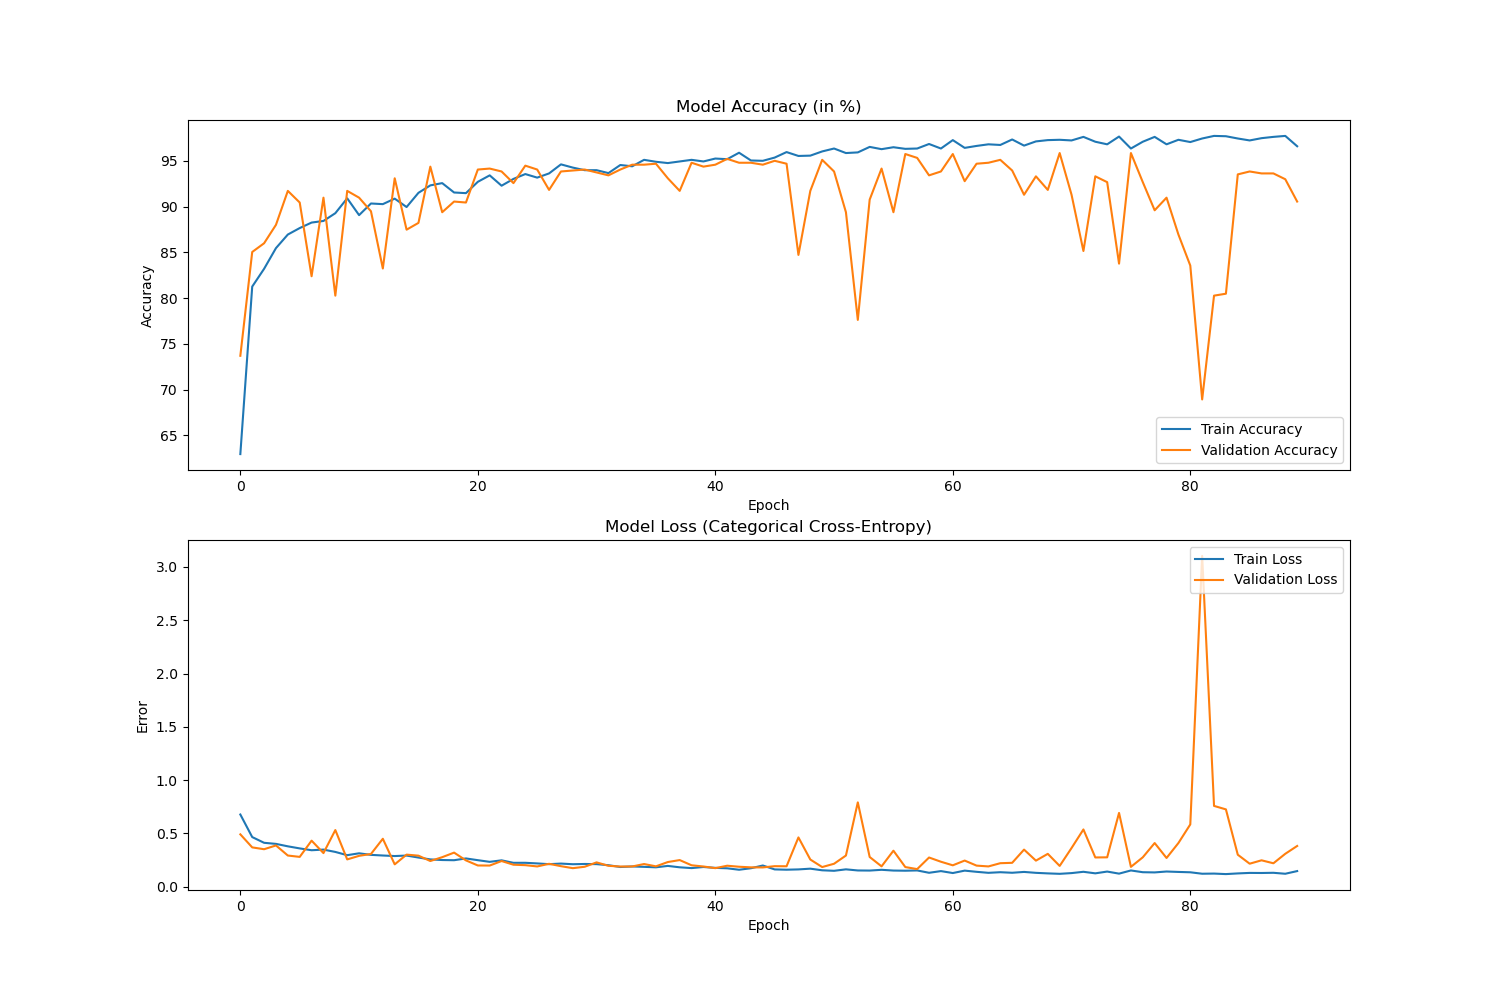 Model Accuracy (in %)
Accuracy
95
90
85
80
75
70
65
Train Accuracy
Validation Accuracy
0 20 40 60 80
Epoch
Model Loss (Categorical Cross-Entropy)
Error
3.0
2.5
2.0
1.5
1.0
0.5
0.0
Train Loss
Validation Loss
0 20 40 60 80
Epoch